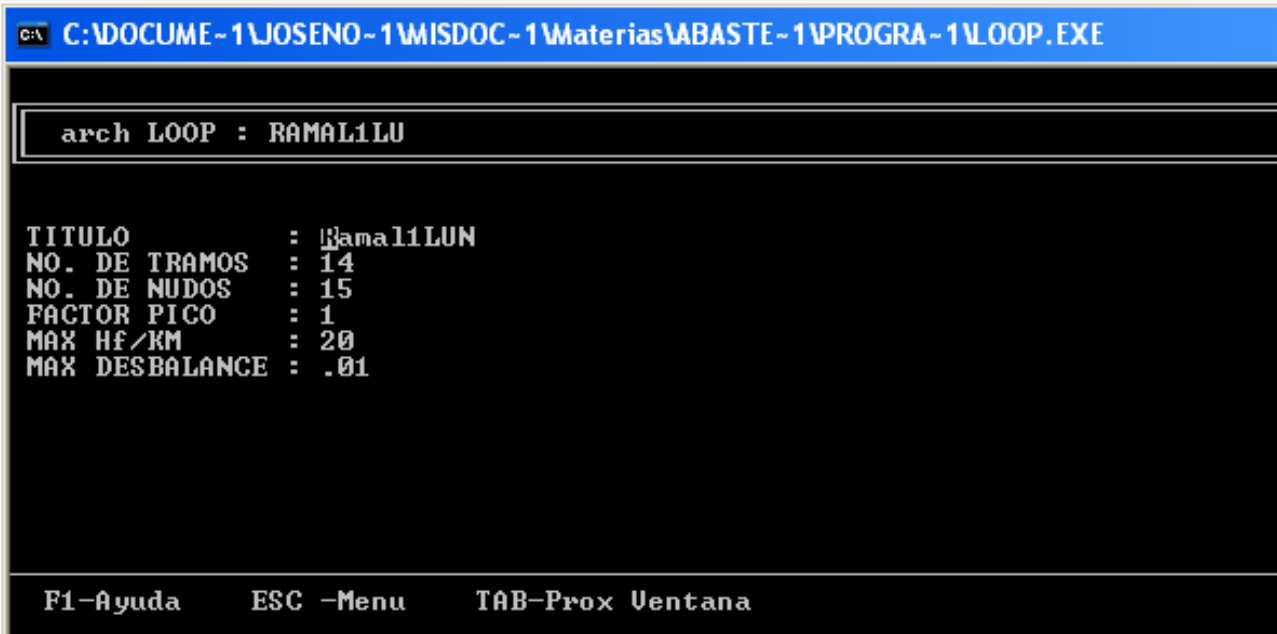 C:\DOCUME~1\JOSENO~1\MISDOC~1\Materias\ABASTE~1\PROGRA~1\LOOP.EXE
arch LOOP : RAMAL1LU
TITULO : Ramal1LUN
NO. DE TRAMOS : 14
NO. DE NUDOS : 15
FACTOR PICO : 1
MAX Hf/KM : 20
MAX DESBALANCE : .01
F1-Ayuda ESC -Menu TAB-Prox Ventana